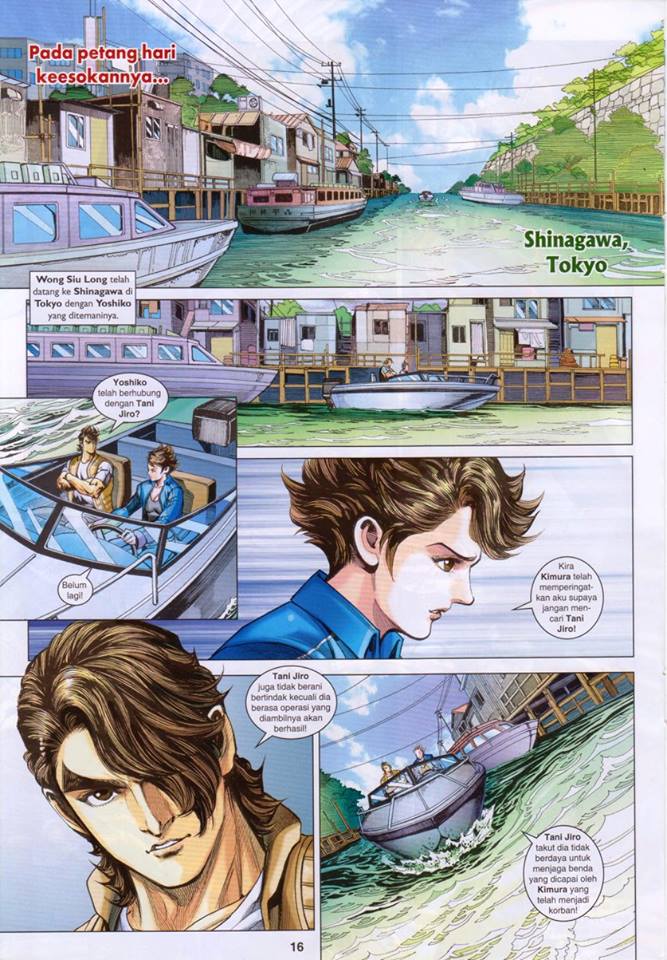 Pada petang hari
keesokannya...
Shinagawa,
Tokyo
Wong Siu Long telah
datang ke Shinagawa di
Tokyo dengan Yoshiko
yang ditemaninya.
Yoshiko
telah berhubung
dengan Tani
Jiro?
Belum
lagi!
Kira
Kimura telah
memperingat-
kan aku supaya
jangan men-
cari Tani
Jiro!
Tani Jiro
juga tidak berani
bertindak kecuali dia
berasa operasi yang
diambilnya akan
berhasil!
Tani Jiro
takut dia tidak
berdaya untuk
menjaga benda
yang dicapai oleh
Kimura yang
telah menjadi
korban!
16